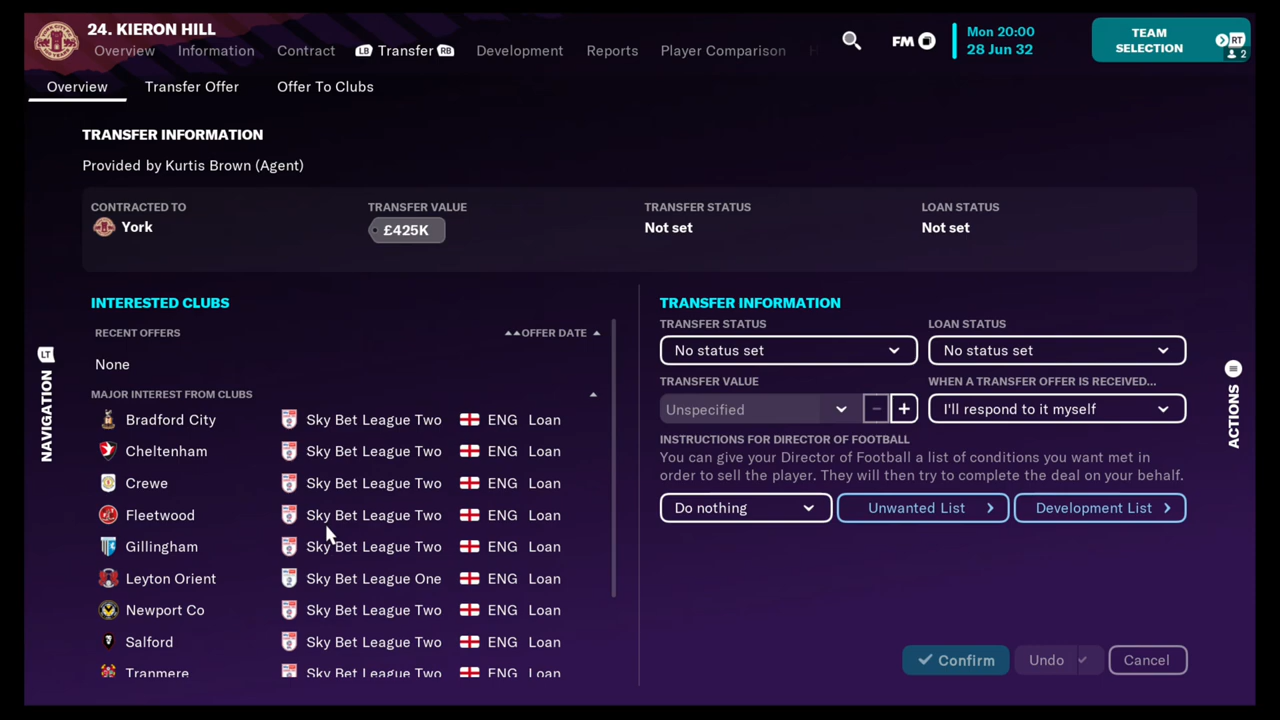 24. KIERON HILL
Overview Information Contract LB Transfer RB Development Reports Player Comparison
FM
Mon 20:00
28 Jun 32
TEAM
SELECTION
RT
2
Overview Transfer Offer Offer To Clubs
TRANSFER INFORMATION
Provided by Kurtis Brown (Agent)
CONTRACTED TO TRANSFER VALUE TRANSFER STATUS LOAN STATUS
York £425K Not set Not set
INTERESTED CLUBS
RECENT OFFERS OFFER DATE
None
MAJOR INTEREST FROM CLUBS
Bradford City Sky Bet League Two ENG Loan
Cheltenham Sky Bet League Two ENG Loan
Crewe Sky Bet League Two ENG Loan
Fleetwood Sky Bet League Two ENG Loan
Gillingham Sky Bet League Two ENG Loan
Leyton Orient Sky Bet League One ENG Loan
Newport Co Sky Bet League Two ENG Loan
Salford Sky Bet League Two ENG Loan
Tranmere Sky Bet League Two ENG Loan
TRANSFER INFORMATION
TRANSFER STATUS LOAN STATUS
No status set No status set
TRANSFER VALUE WHEN A TRANSFER OFFER IS RECEIVED...
Unspecified I'll respond to it myself
INSTRUCTIONS FOR DIRECTOR OF FOOTBALL
You can give your Director of Football a list of conditions you want met in
order to sell the player. They will then try to complete the deal on your behalf.
Do nothing Unwanted List Development List
Confirm Undo Cancel
LT
NAVIGATION
ACTIONS